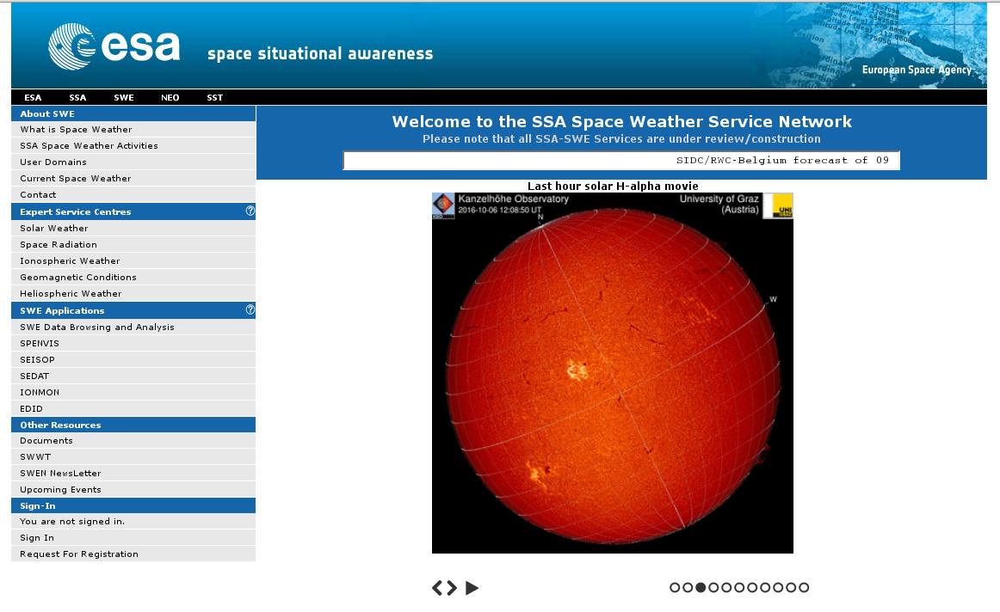 esa
space situational awareness
European Space Agency
ESA SSA SWE NEO SST
About SWE
What is Space Weather
SSA Space Weather Activities
User Domains
Current Space Weather
Contact
Expert Service Centres
Solar Weather
Space Radiation
Ionospheric Weather
Geomagnetic Conditions
Heliospheric Weather
SWE Applications
SWE Data Browsing and Analysis
SPENVIS
SEISOP
SEDAT
IONMON
EDID
Other Resources
Documents
SWWT
SWEN NewsLetter
Upcoming Events
Sign-In
You are not signed in.
Sign In
Request For Registration
Welcome to the SSA Space Weather Service Network
Please note that all SSA-SWE Services are under review/construction
SIDC/RWC-Belgium forecast of 09
Last hour solar H-alpha movie
Kanzelhöhe Observatory
2016-10-06 12:08:50 UT
University of Graz
(Austria)
UNI
N
W